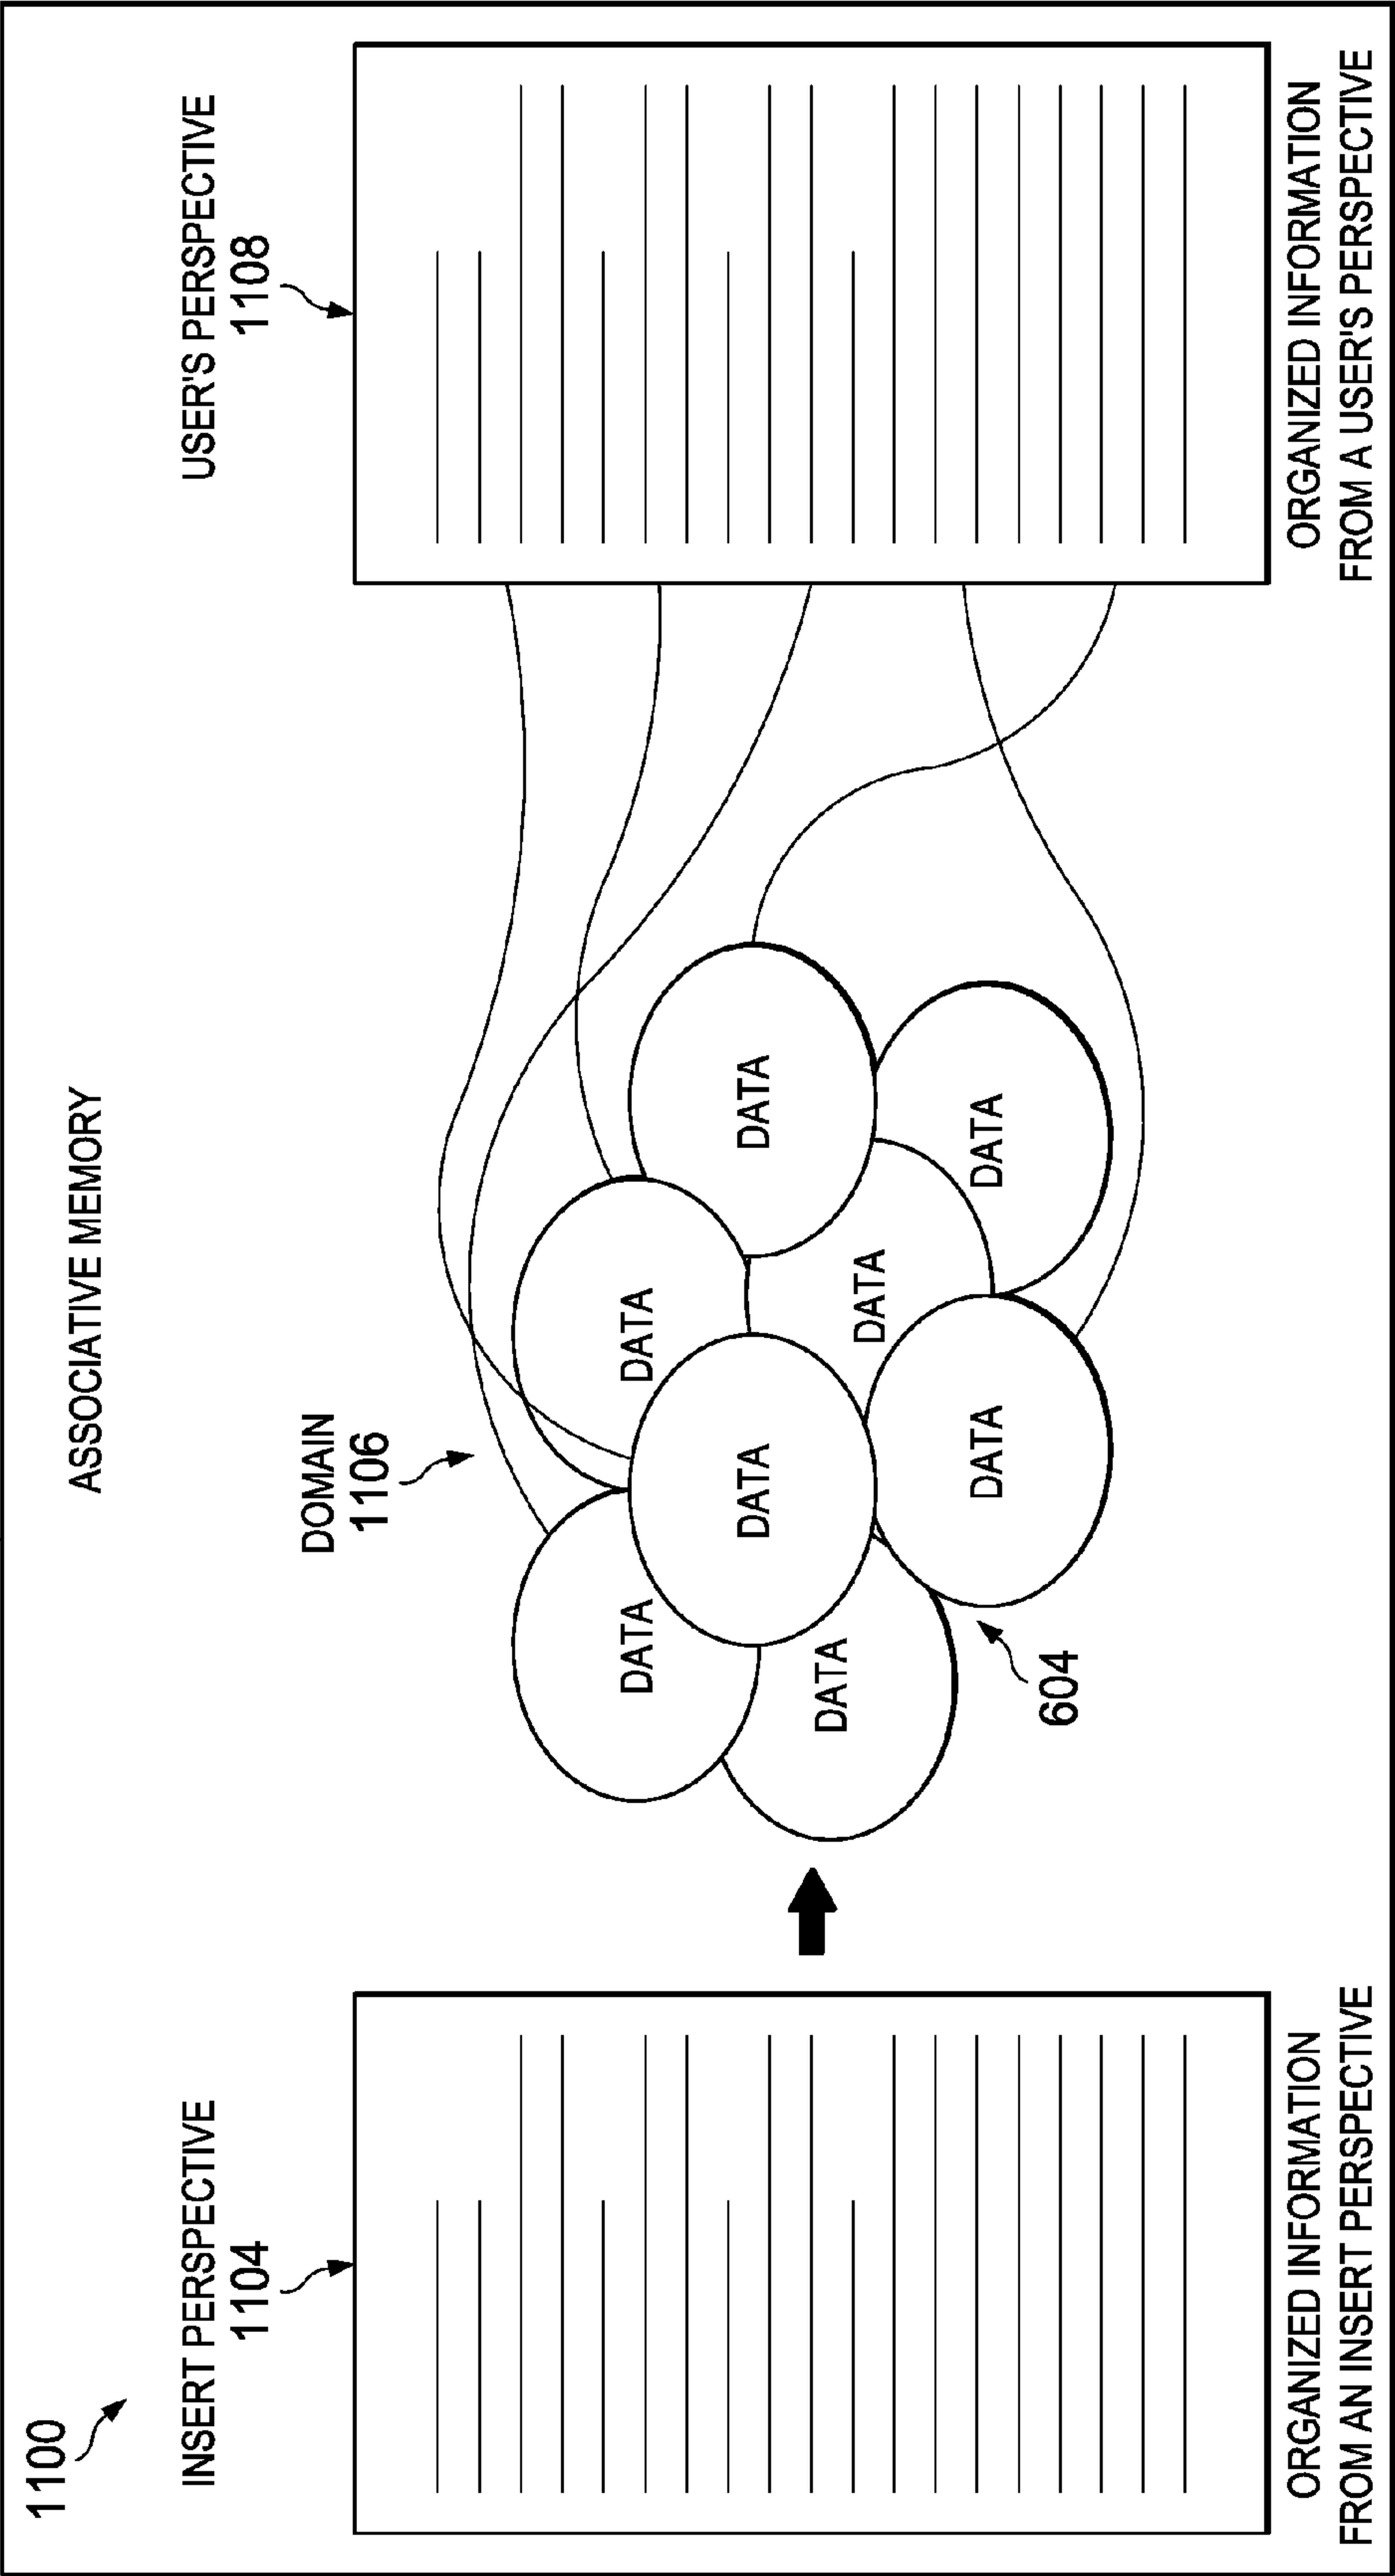 1100
ASSOCIATIVE MEMORY
INSERT PERSPECTIVE
1104
USER'S PERSPECTIVE
1108
DOMAIN
1106
DATA
DATA
DATA
DATA
DATA
DATA
DATA
DATA
604
ORGANIZED INFORMATION
FROM AN INSERT PERSPECTIVE
ORGANIZED INFORMATION
FROM A USER'S PERSPECTIVE